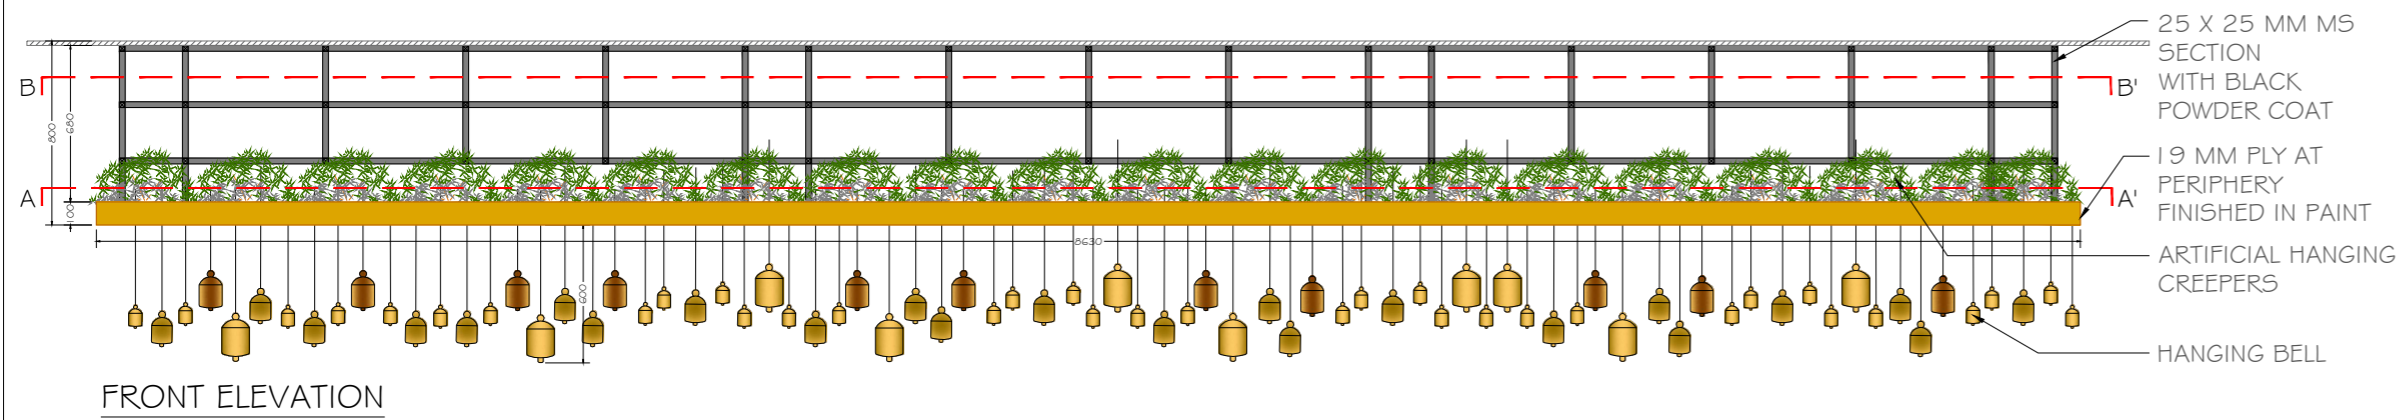 25 X 25 MM MS
SECTION
WITH BLACK
POWDER COAT
B
B'
800
680
19 MM PLY AT
PERIPHERY
FINISHED IN PAINT
A
A'
100
8630
ARTIFICIAL HANGING
CREEPERS
600
HANGING BELL
FRONT ELEVATION